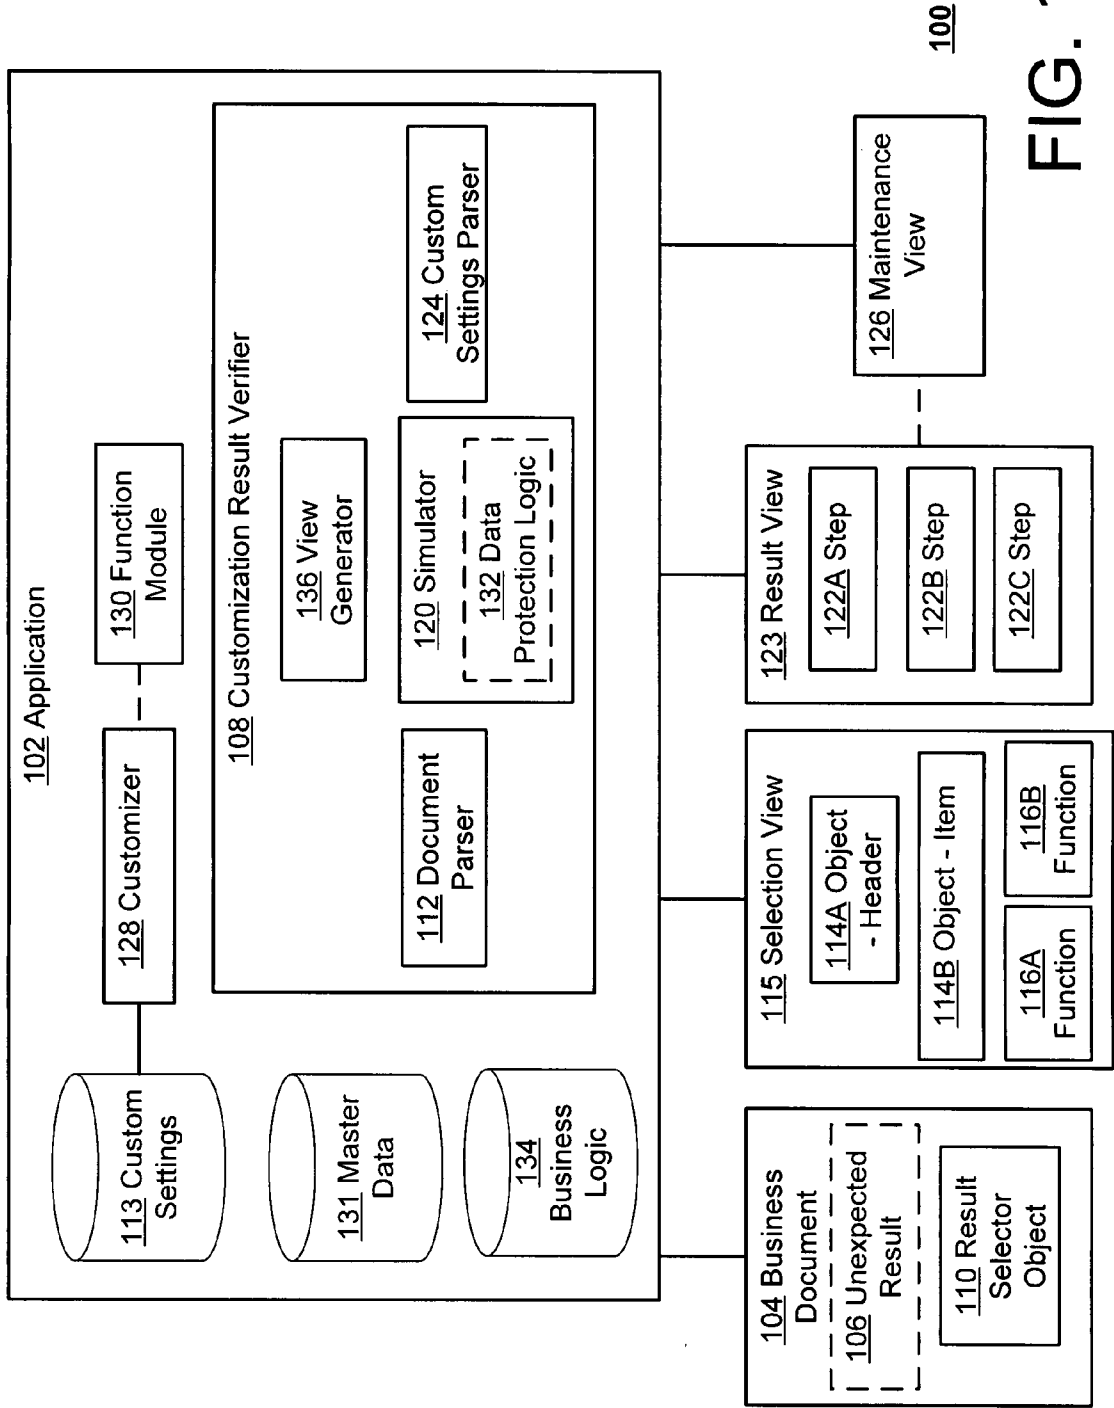 102 Application
113 Custom
Settings
128 Customizer
130 Function
Module
131 Master
Data
134
Business
Logic
108 Customization Result Verifier
136 View
Generator
112 Document
Parser
120 Simulator
132 Data
Protection Logic
124 Custom
Settings Parser
104 Business
Document
106 Unexpected
Result
110 Result
Selector
Object
115 Selection View
114A Object
- Header
114B Object - Item
116A
Function
116B
Function
123 Result View
122A Step
122B Step
122C Step
126 Maintenance
View
100
FIG.